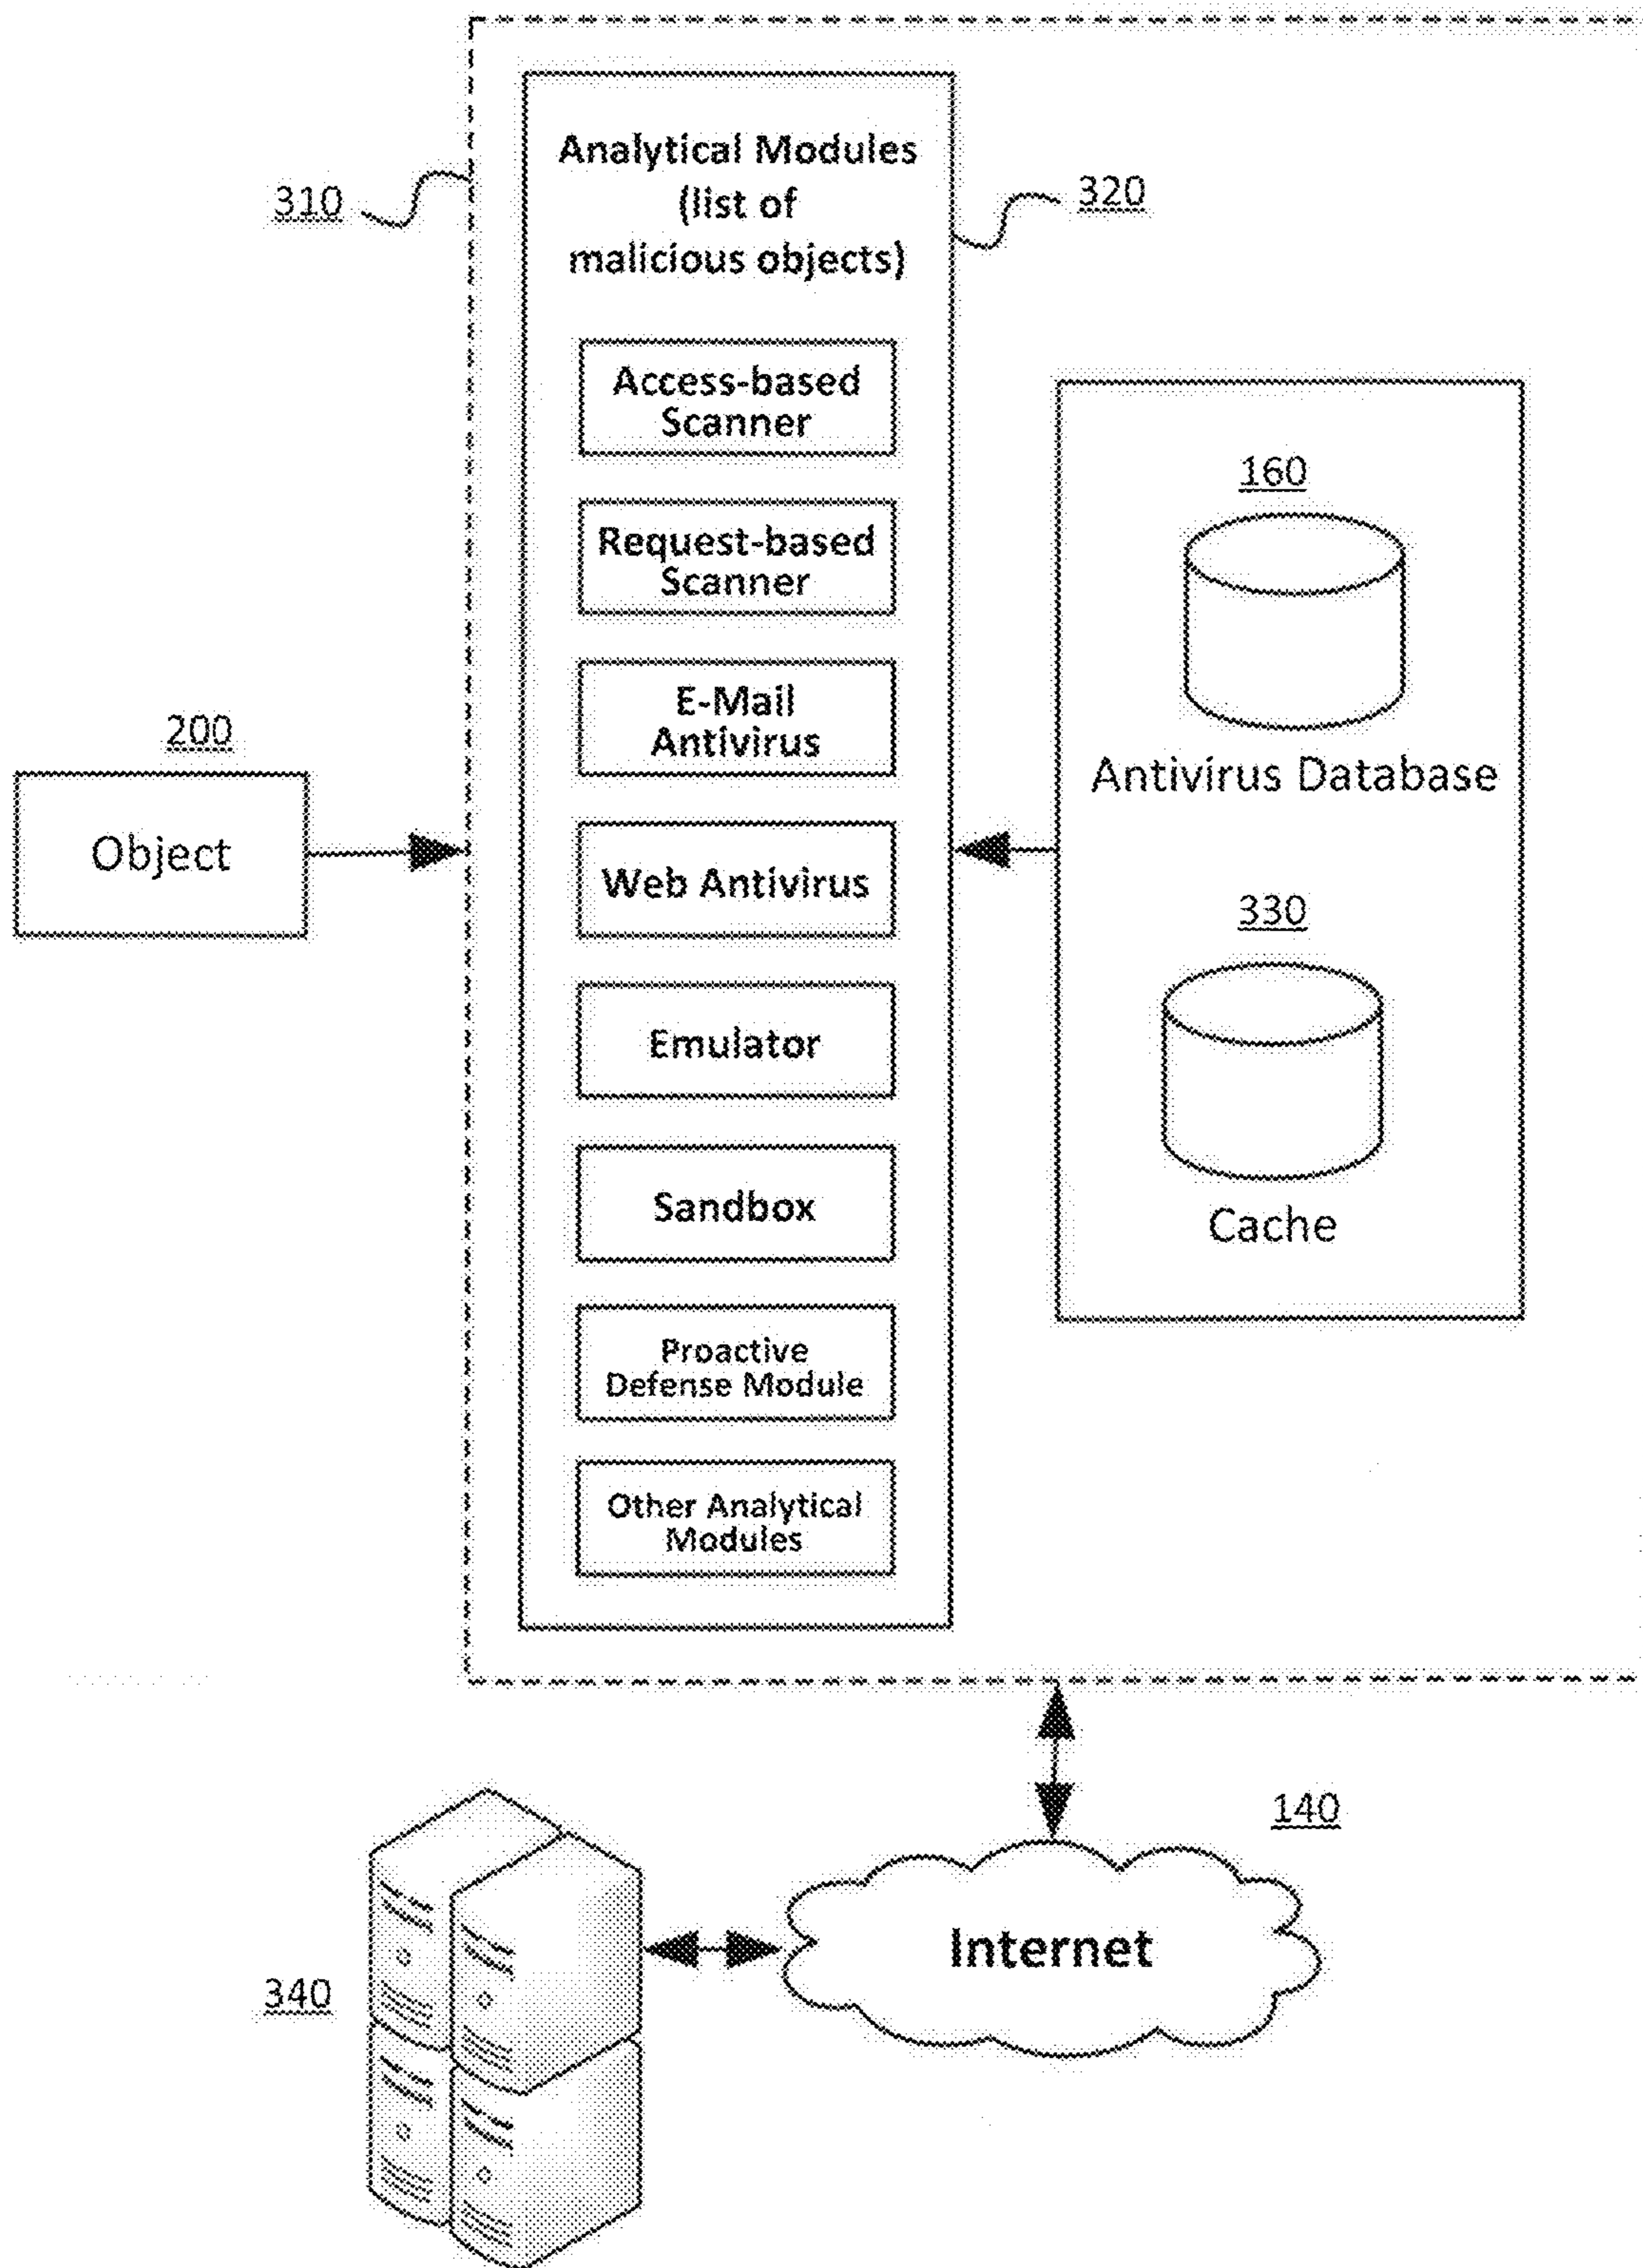 310
Analytical Modules
(list of
malicious objects)
320
Access-based
Scanner
Request-based
Scanner
E-Mail
Antivirus
Web Antivirus
Emulator
Sandbox
Proactive
Defense Module
Other Analytical
Modules
200
Object
160
Antivirus Database
330
Cache
140
Internet
340